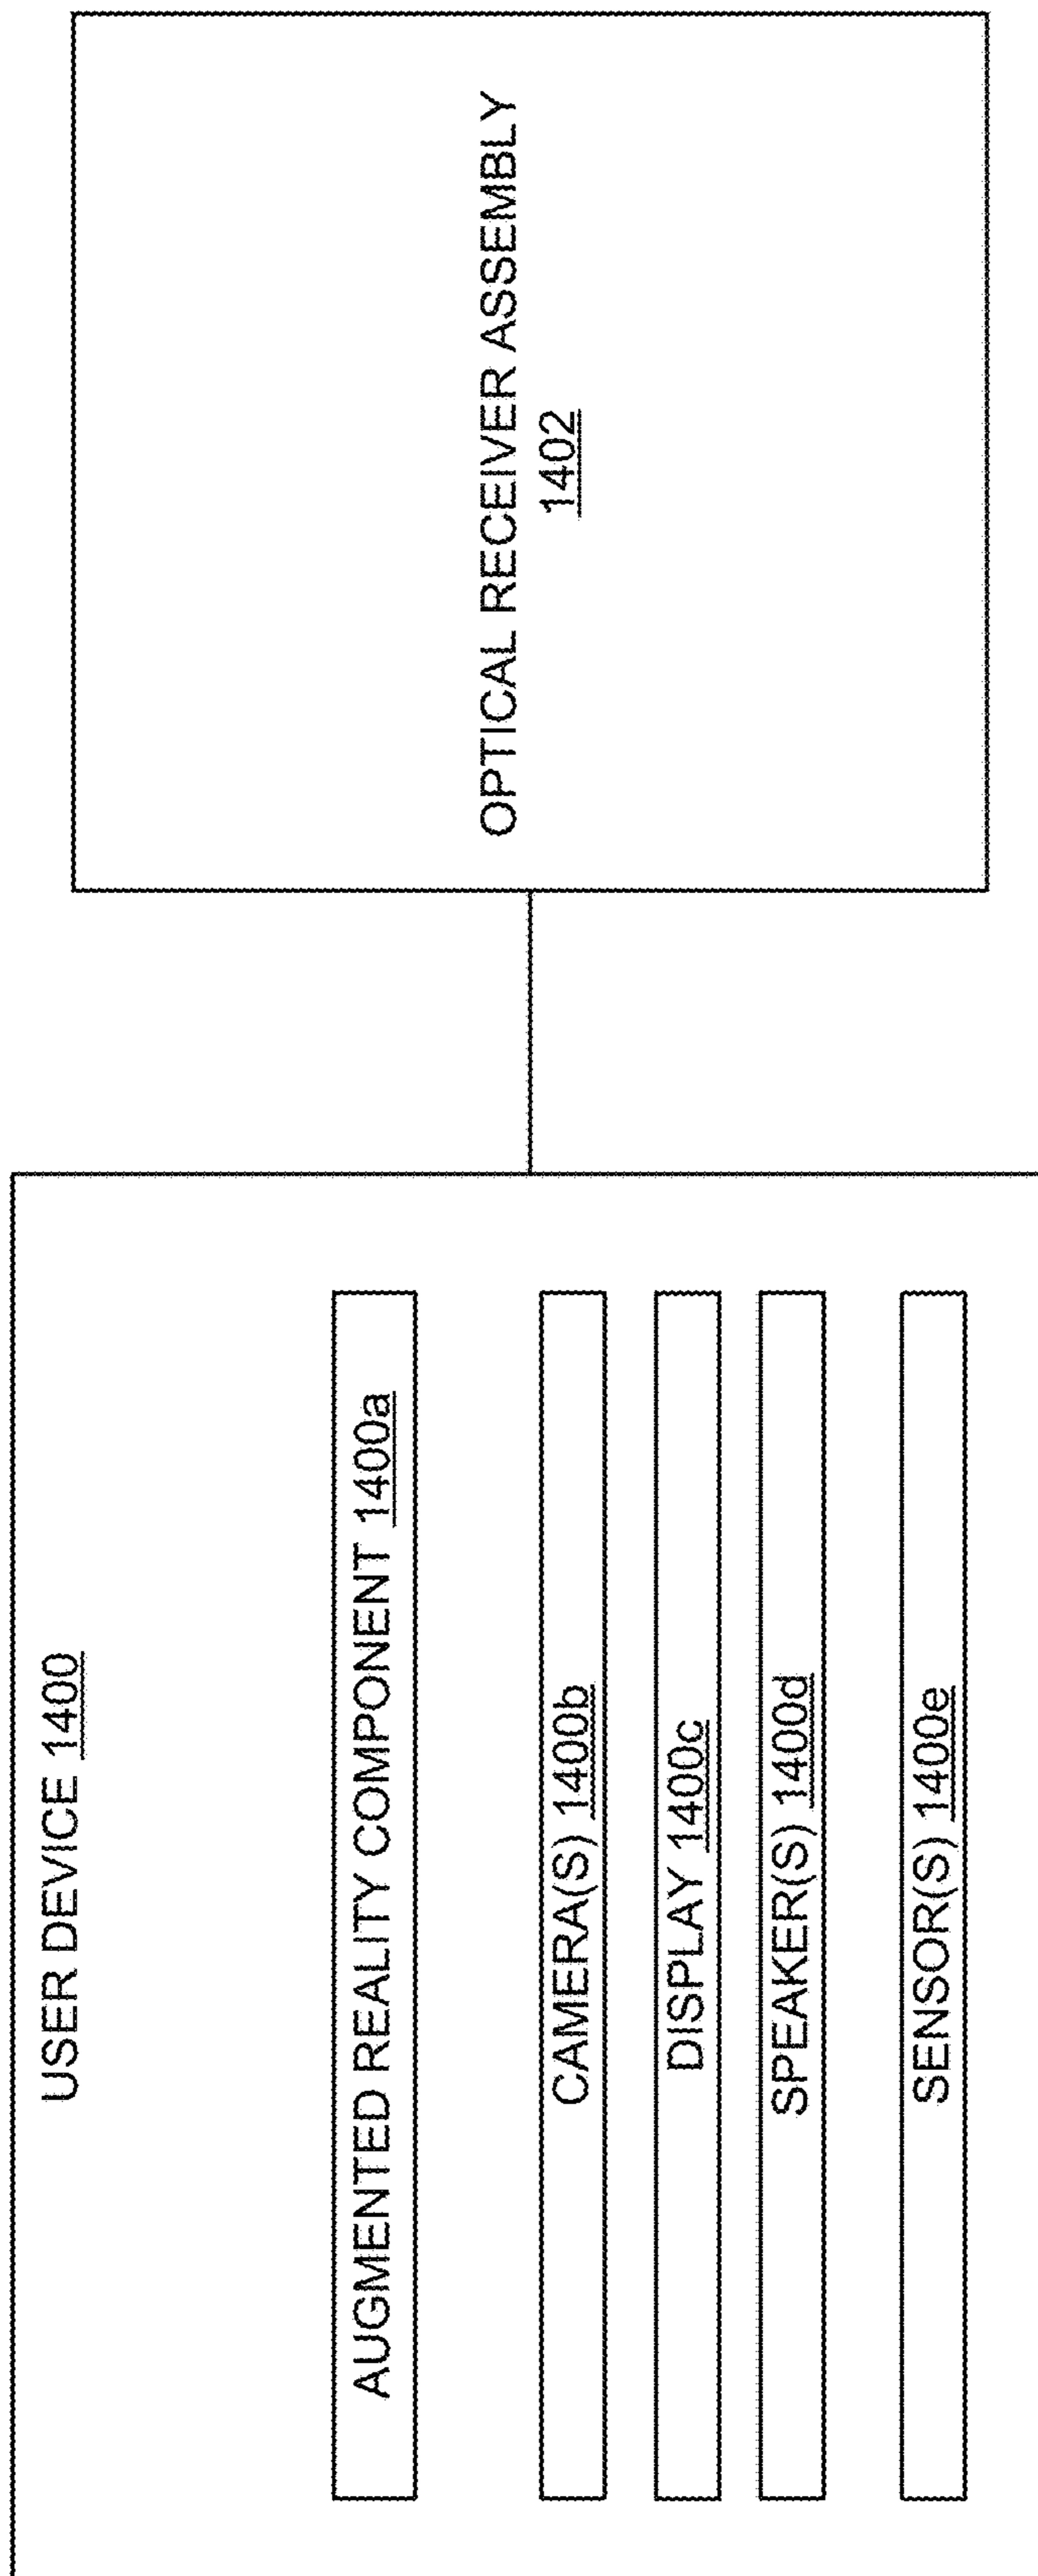 USER DEVICE 1400
AUGMENTED REALITY COMPONENT 1400a
CAMERA(S) 1400b
DISPLAY 1400c
SPEAKER(S) 1400d
SENSOR(S) 1400e
OPTICAL RECEIVER ASSEMBLY
1402